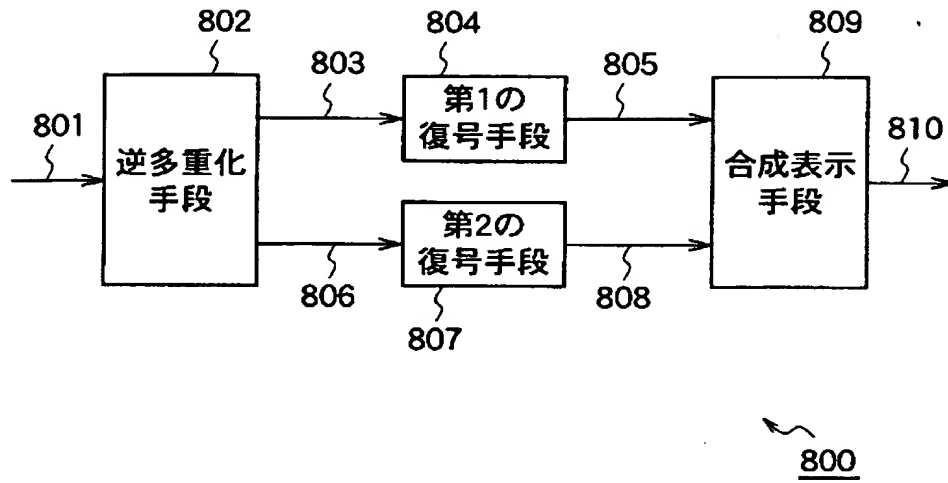 802
804
809
803
805
801
810
逆多重化
手段
第1の
復号手段
合成表示
手段
第2の
復号手段
806
808
807
800